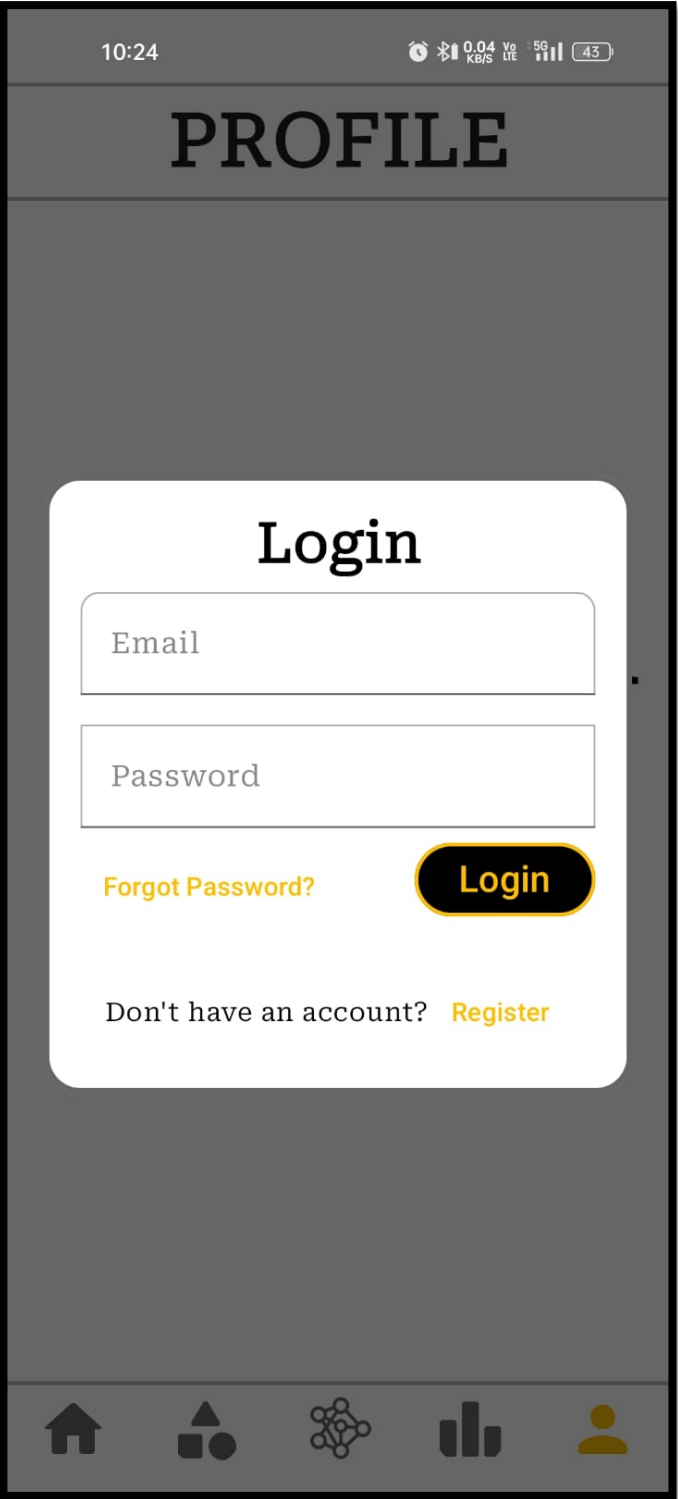 10:24 0.04 KB/S Vo LTE 5G 43
PROFILE
Login
Email
Password
Forgot Password? Login
Don't have an account? Register